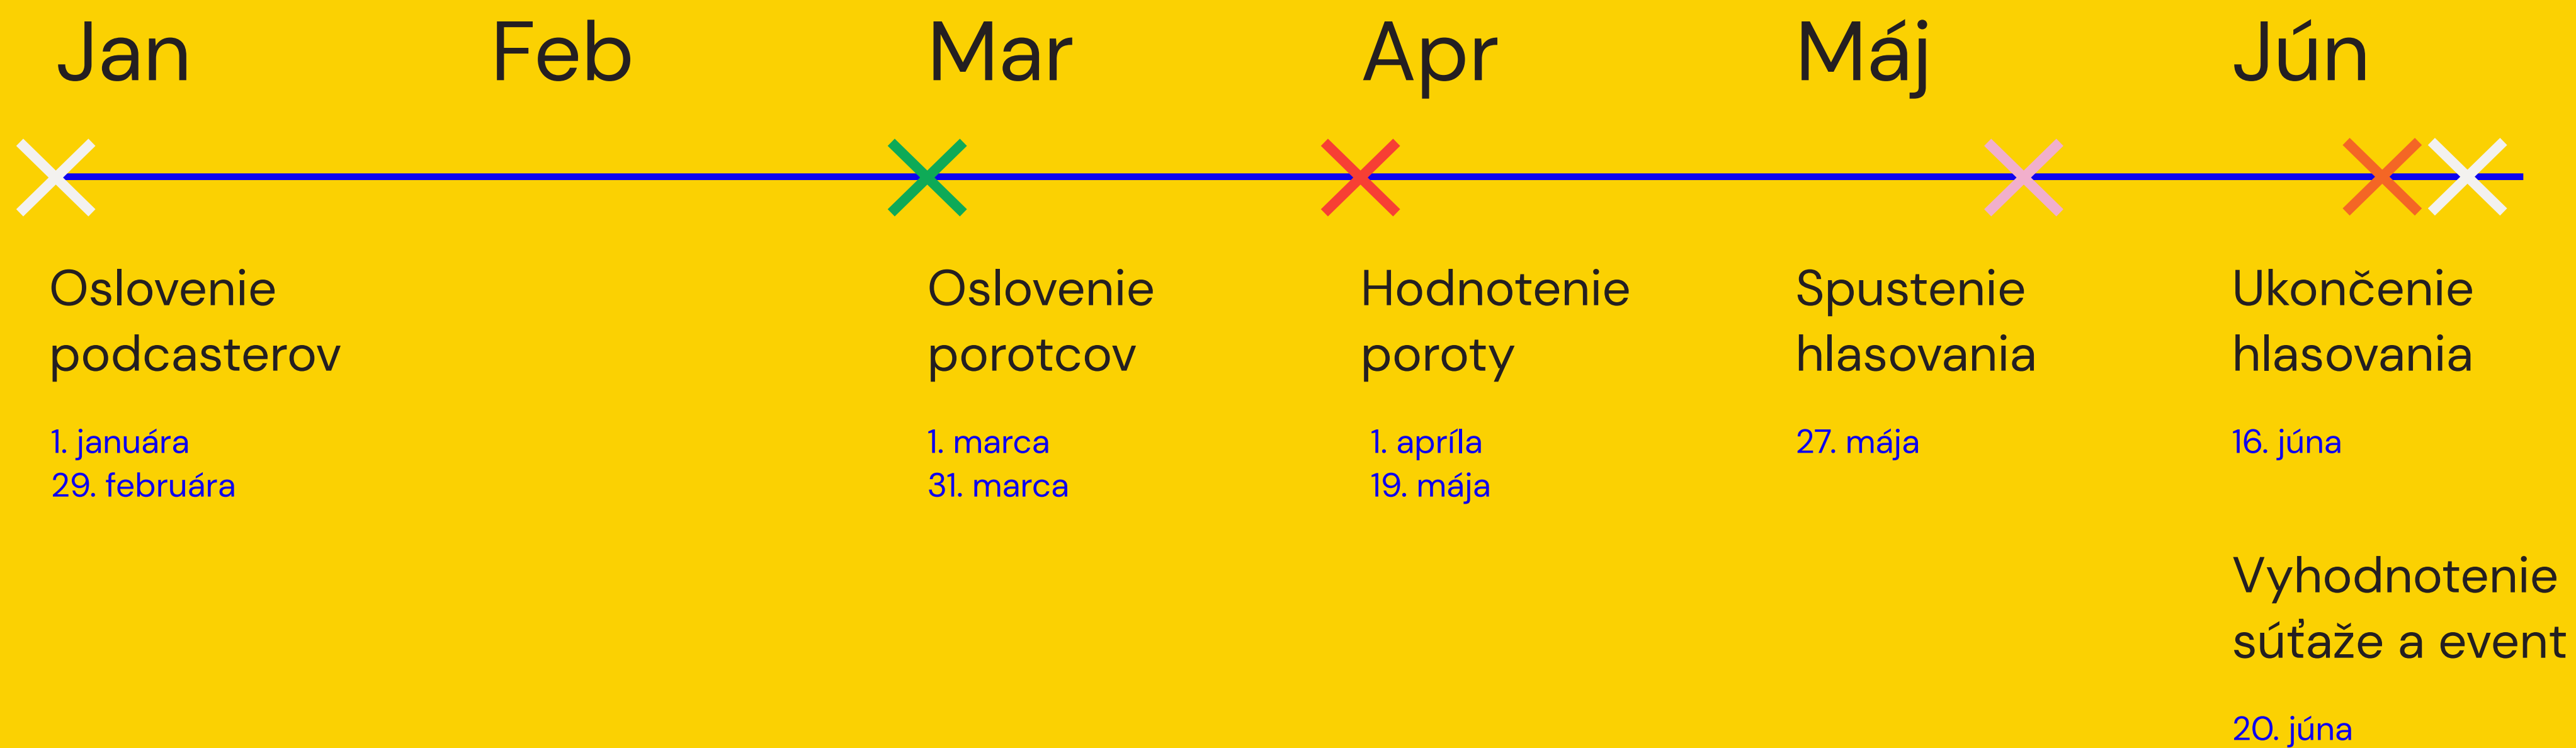 Jan
Feb
Mar
Apr
Máj
Jún
Oslovenie
podcasterov
1. januára
29. februára
Oslovenie
porotcov
1. marca
31. marca
Hodnotenie
poroty
1. apríla
19. mája
Spustenie
hlasovania
27. mája
Ukončenie
hlasovania
16. júna
Vyhodnotenie
súťaže a event
20. júna